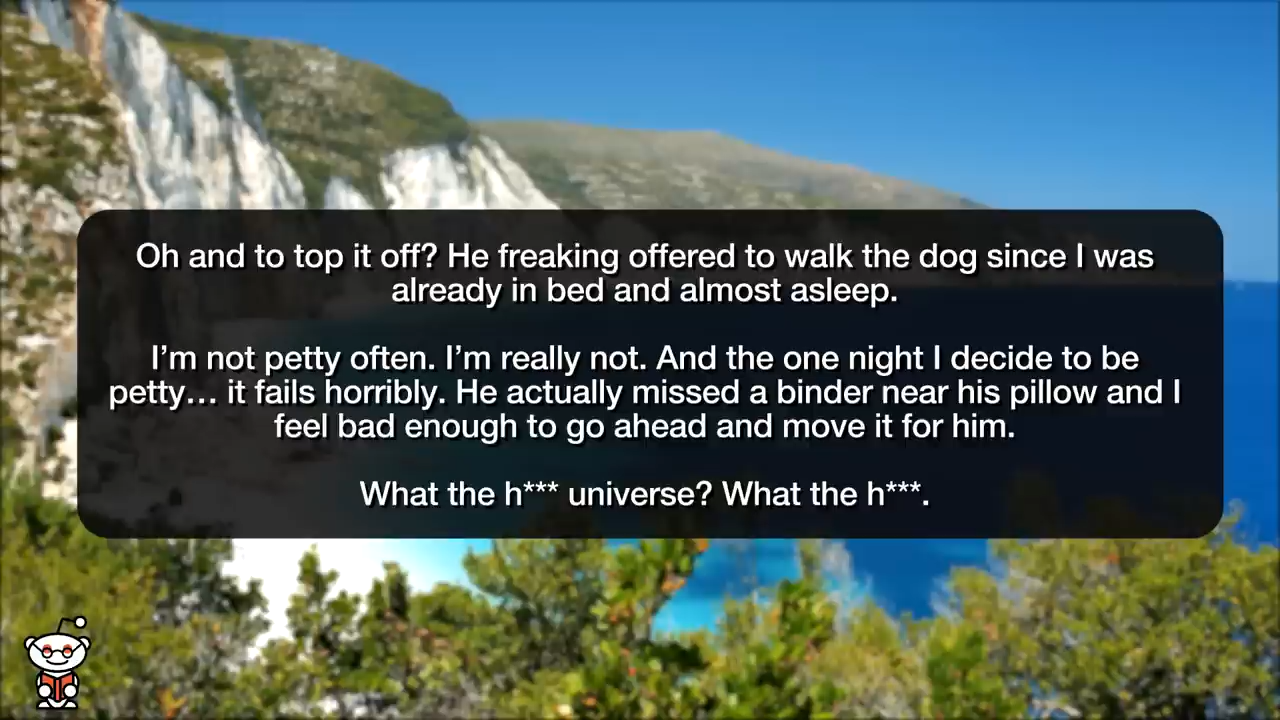 Oh and to top it off? He freaking offered to walk the dog since I was
already in bed and almost asleep.
I’m not petty often. I’m really not. And the one night I decide to be
petty… it fails horribly. He actually missed a binder near his pillow and I
feel bad enough to go ahead and move it for him.
What the h*** universe? What the h***.